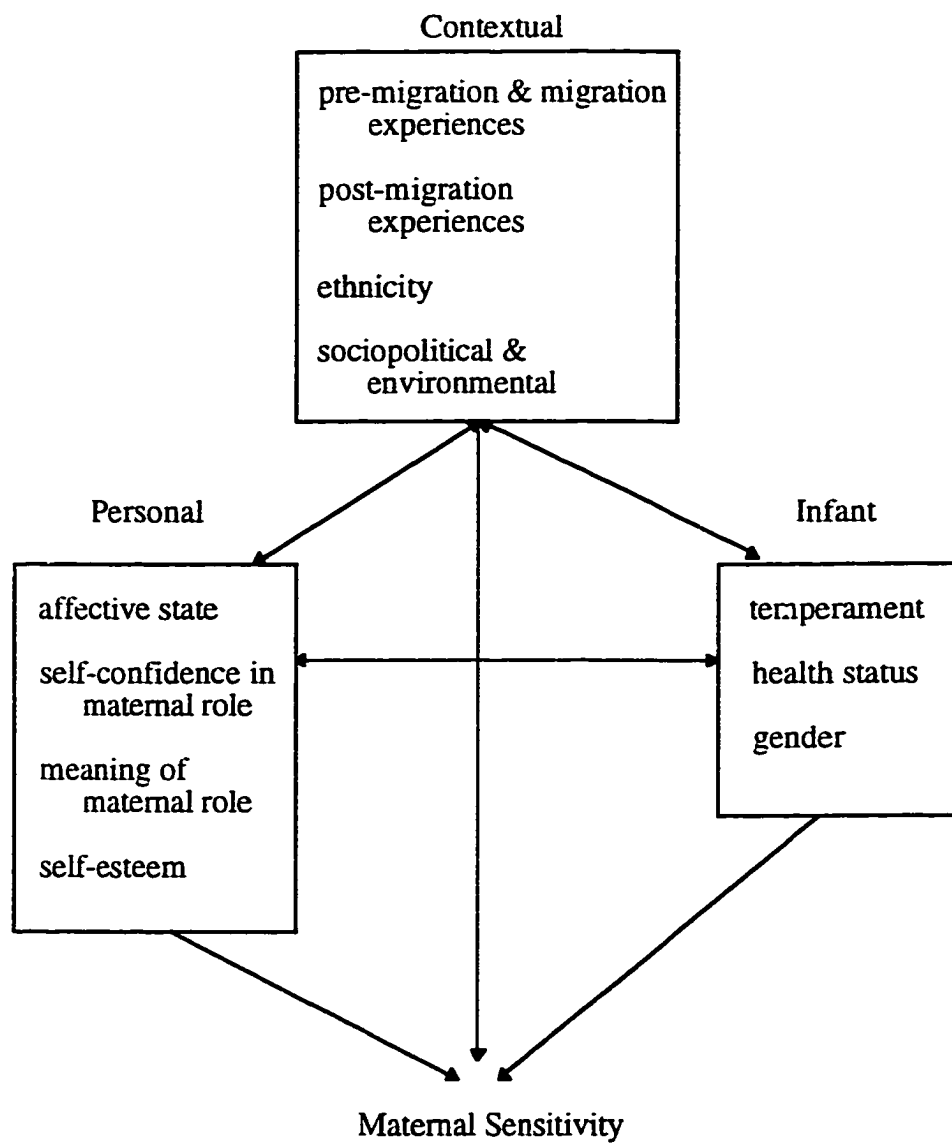 Contextual
pre-migration & migration
experiences
post-migration
experiences
ethnicity
sociopolitical &
environmental
Personal
affective state
self-confidence in
maternal role
meaning of
maternal role
self-esteem
Infant
temperament
health status
gender
Maternal Sensitivity